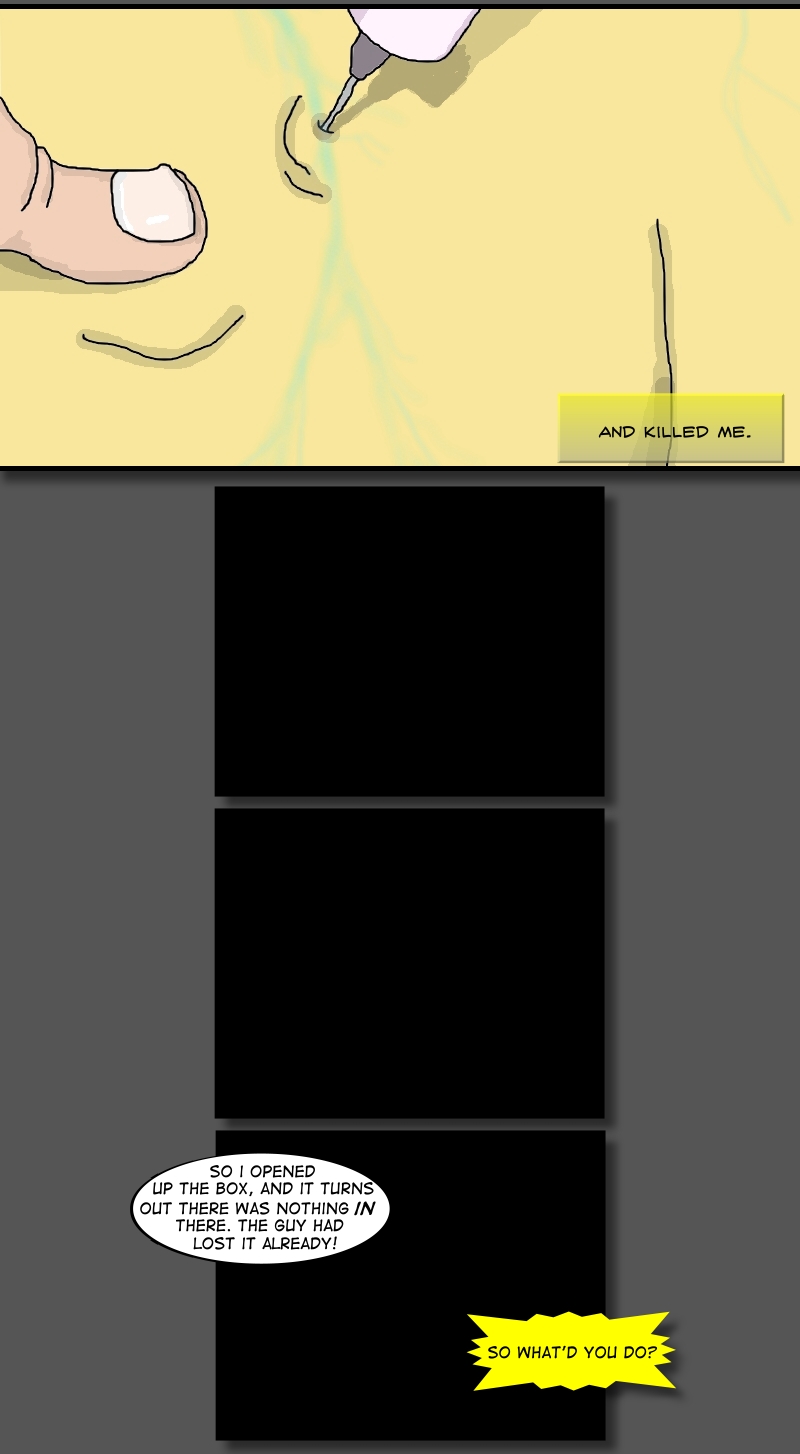 AND KILLED ME.
SO I OPENED
UP THE BOX, AND IT TURNS
OUT THERE WAS NOTHING IN
THERE. THE GUY HAD
LOST IT ALREADY!
SO WHAT'D YOU DO?